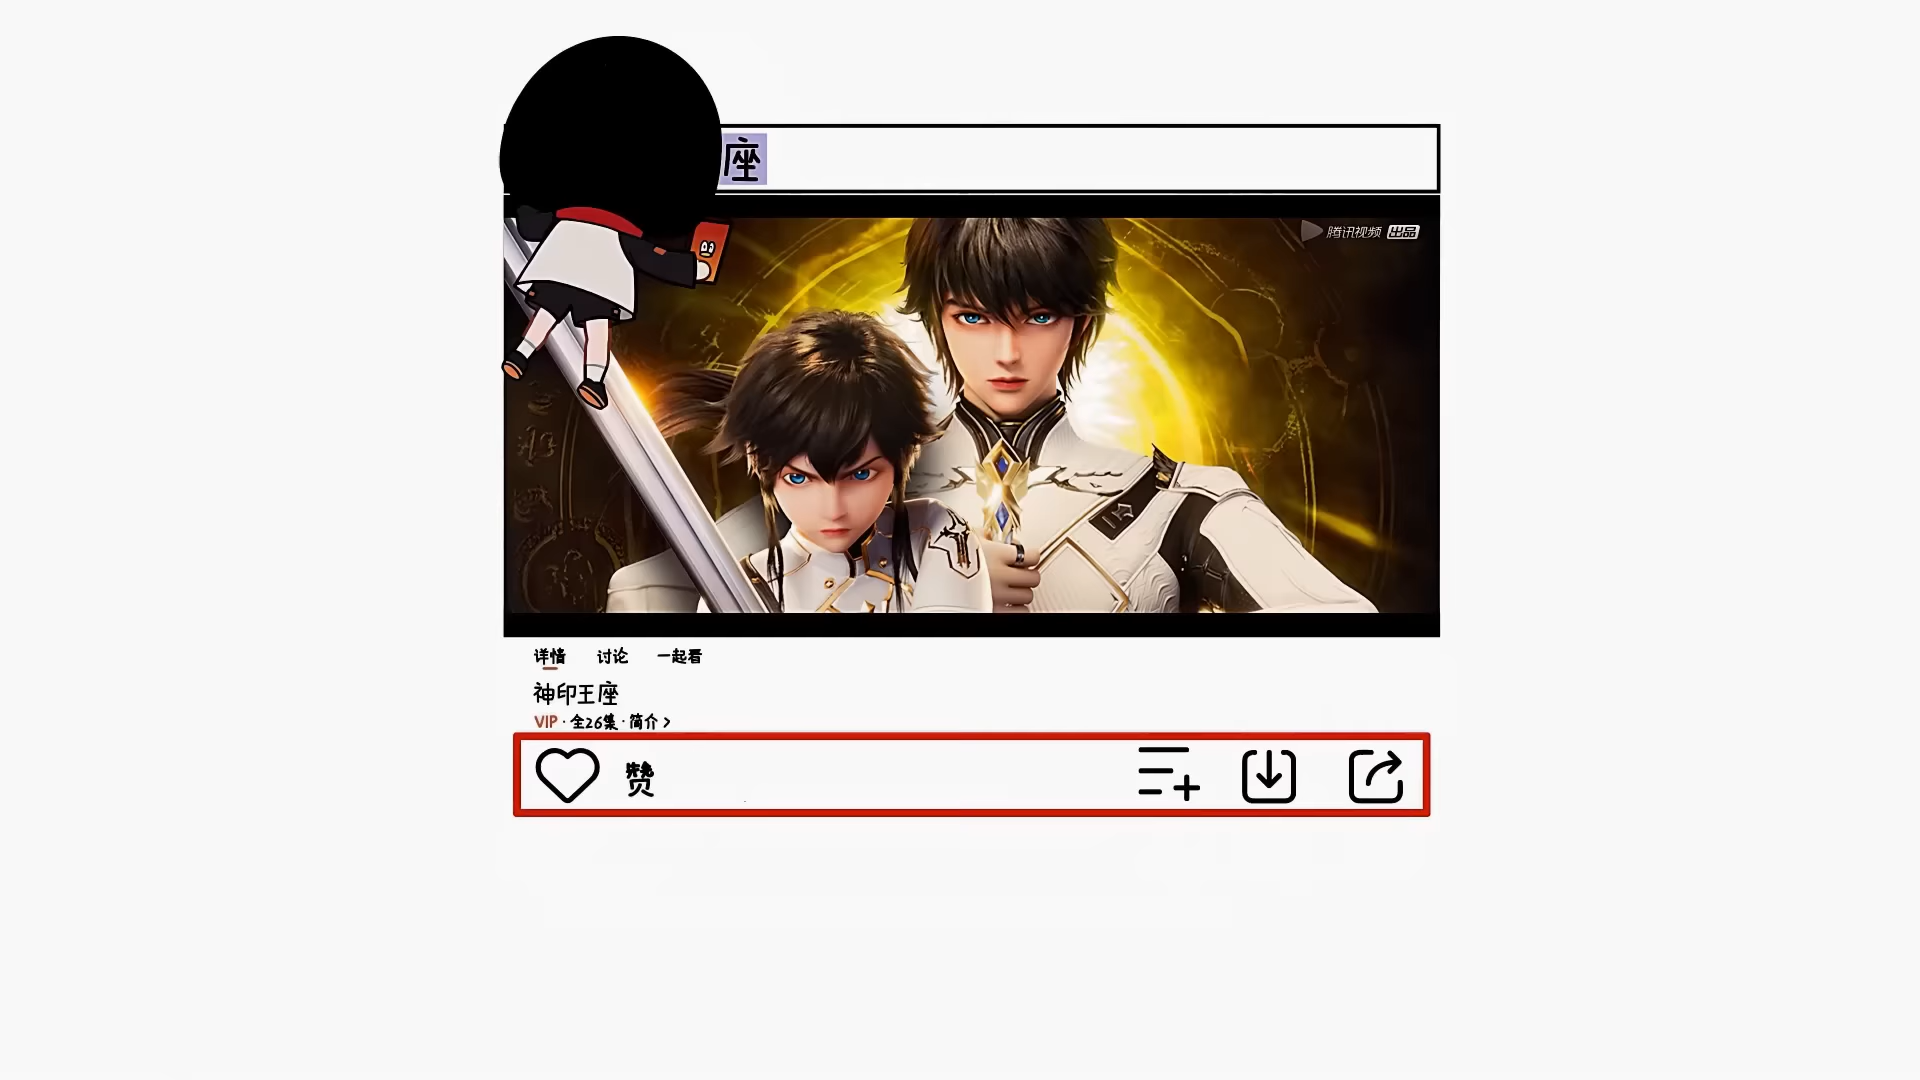 座
腾讯视频 出品
详情 讨论 一起看
神印王座
VIP · 全26集 · 简介 >
赞